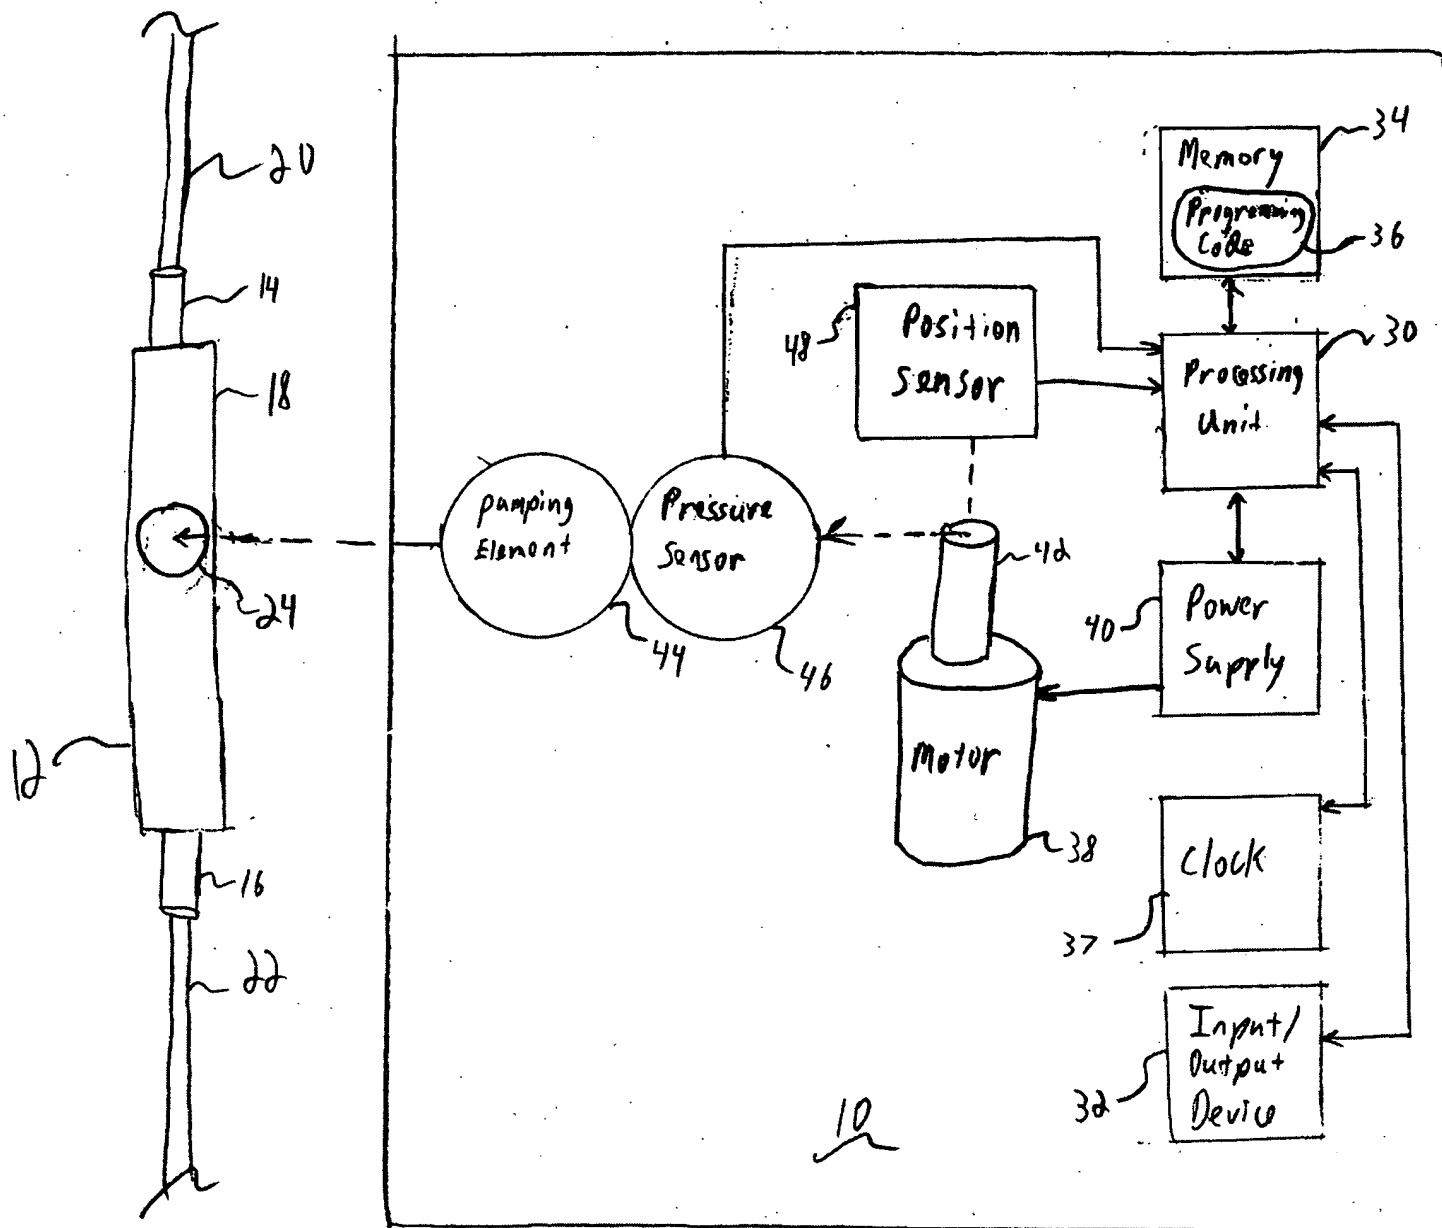 20
14
18
24
12
16
22
Memory
Programming
Code
34
36
Position
Sensor
48
Processing
Unit
30
Pumping
Element
44
Pressure
Sensor
46
42
Motor
38
Power
Supply
40
Clock
37
Input/
Output
Device
32
10